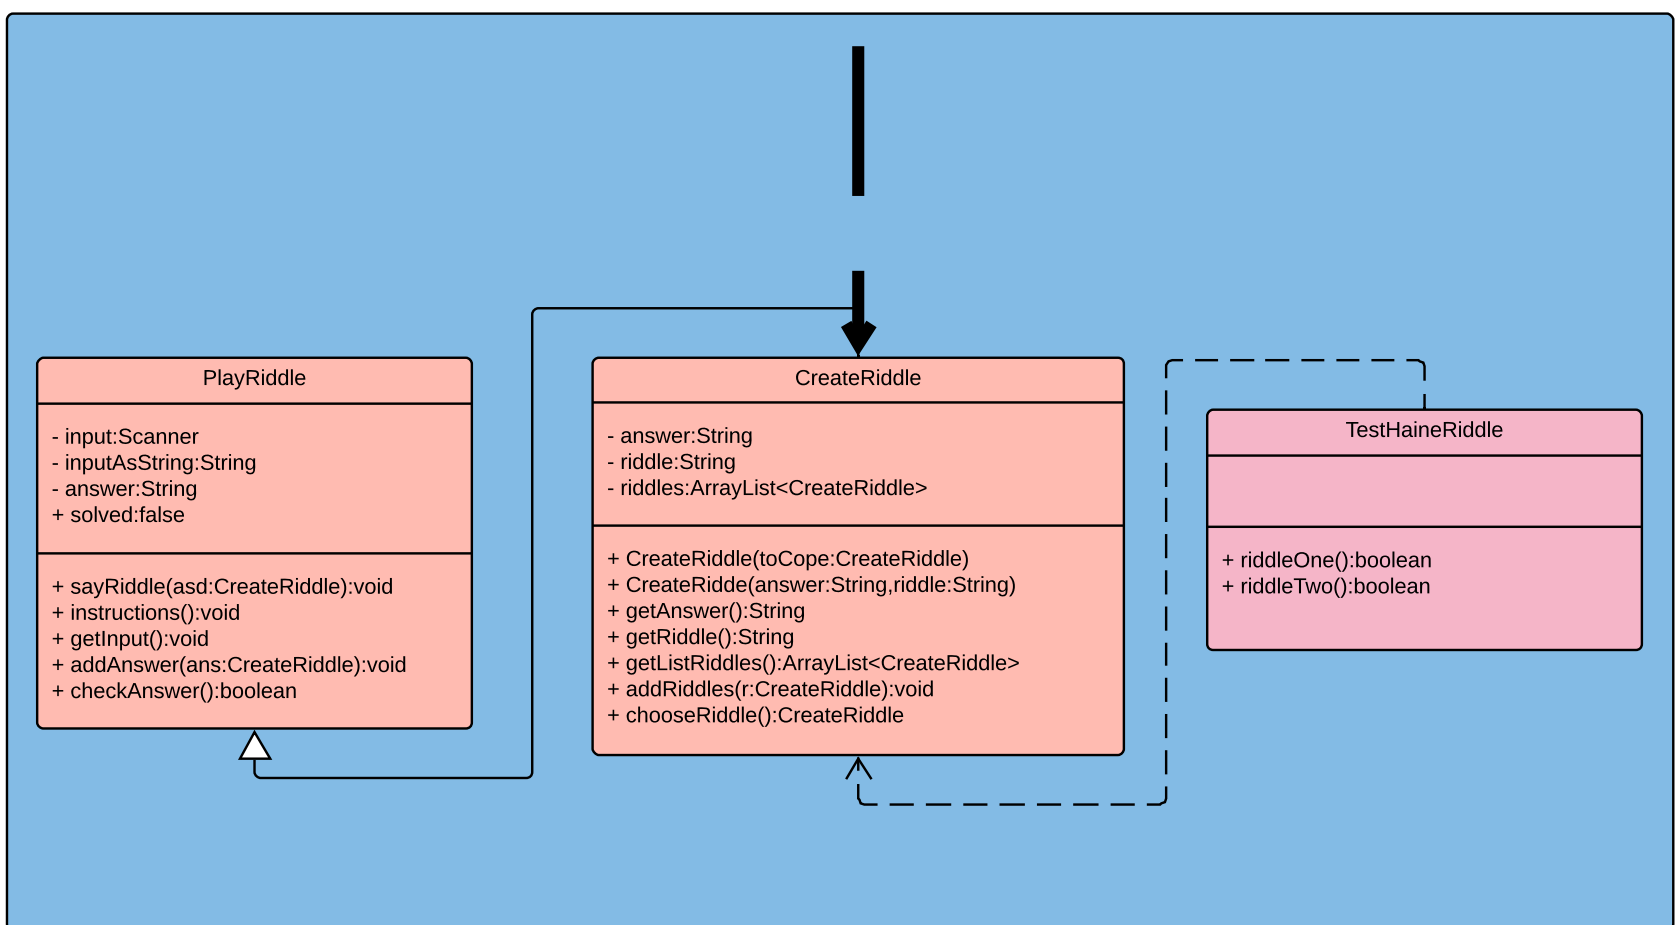 PlayRiddle
- input:Scanner
- inputAsString:String
- answer:String
+ solved:false
+ sayRiddle(asd:CreateRiddle):void
+ instructions():void
+ getInput():void
+ addAnswer(ans:CreateRiddle):void
+ checkAnswer():boolean
CreateRiddle
- answer:String
- riddle:String
- riddles:ArrayList<CreateRiddle>
+ CreateRiddle(toCope:CreateRiddle)
+ CreateRidde(answer:String,riddle:String)
+ getAnswer():String
+ getRiddle():String
+ getListRiddles():ArrayList<CreateRiddle>
+ addRiddles(r:CreateRiddle):void
+ chooseRiddle():CreateRiddle
TestHaineRiddle
+ riddleOne():boolean
+ riddleTwo():boolean